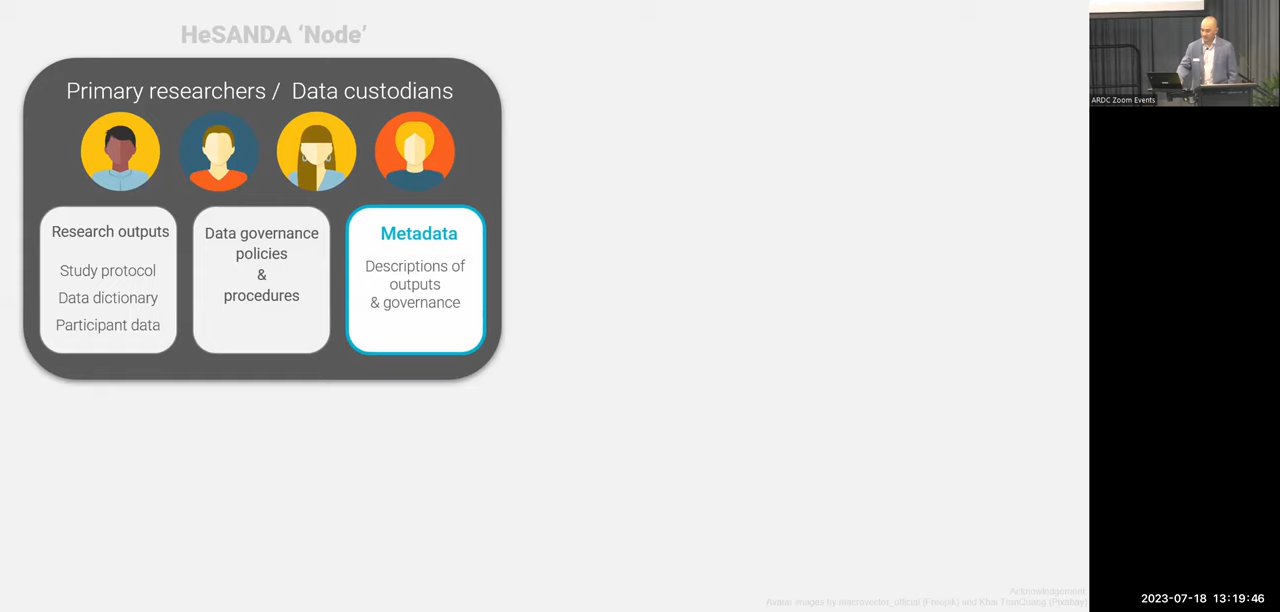 HeSANDA ‘Node’
Primary researchers / Data custodians
Research outputs
Study protocol
Data dictionary
Participant data
Data governance
policies
&
procedures
Metadata
Descriptions of
outputs
& governance
ARDC Zoom Events
Acknowledgement
Avatar images by macrovector_official (Freepik) and Khai TranQuang (Pixabay)
2023-07-18 13:19:46